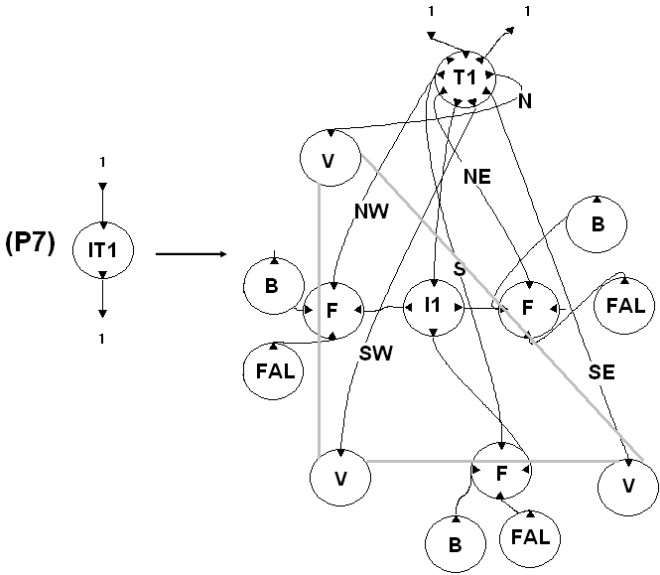 1 1
T1
N
V
1
NE
NW
B
(P7) IT1
S
B
F I1 F FAL
1
SW
FAL
SE
V F V
B FAL